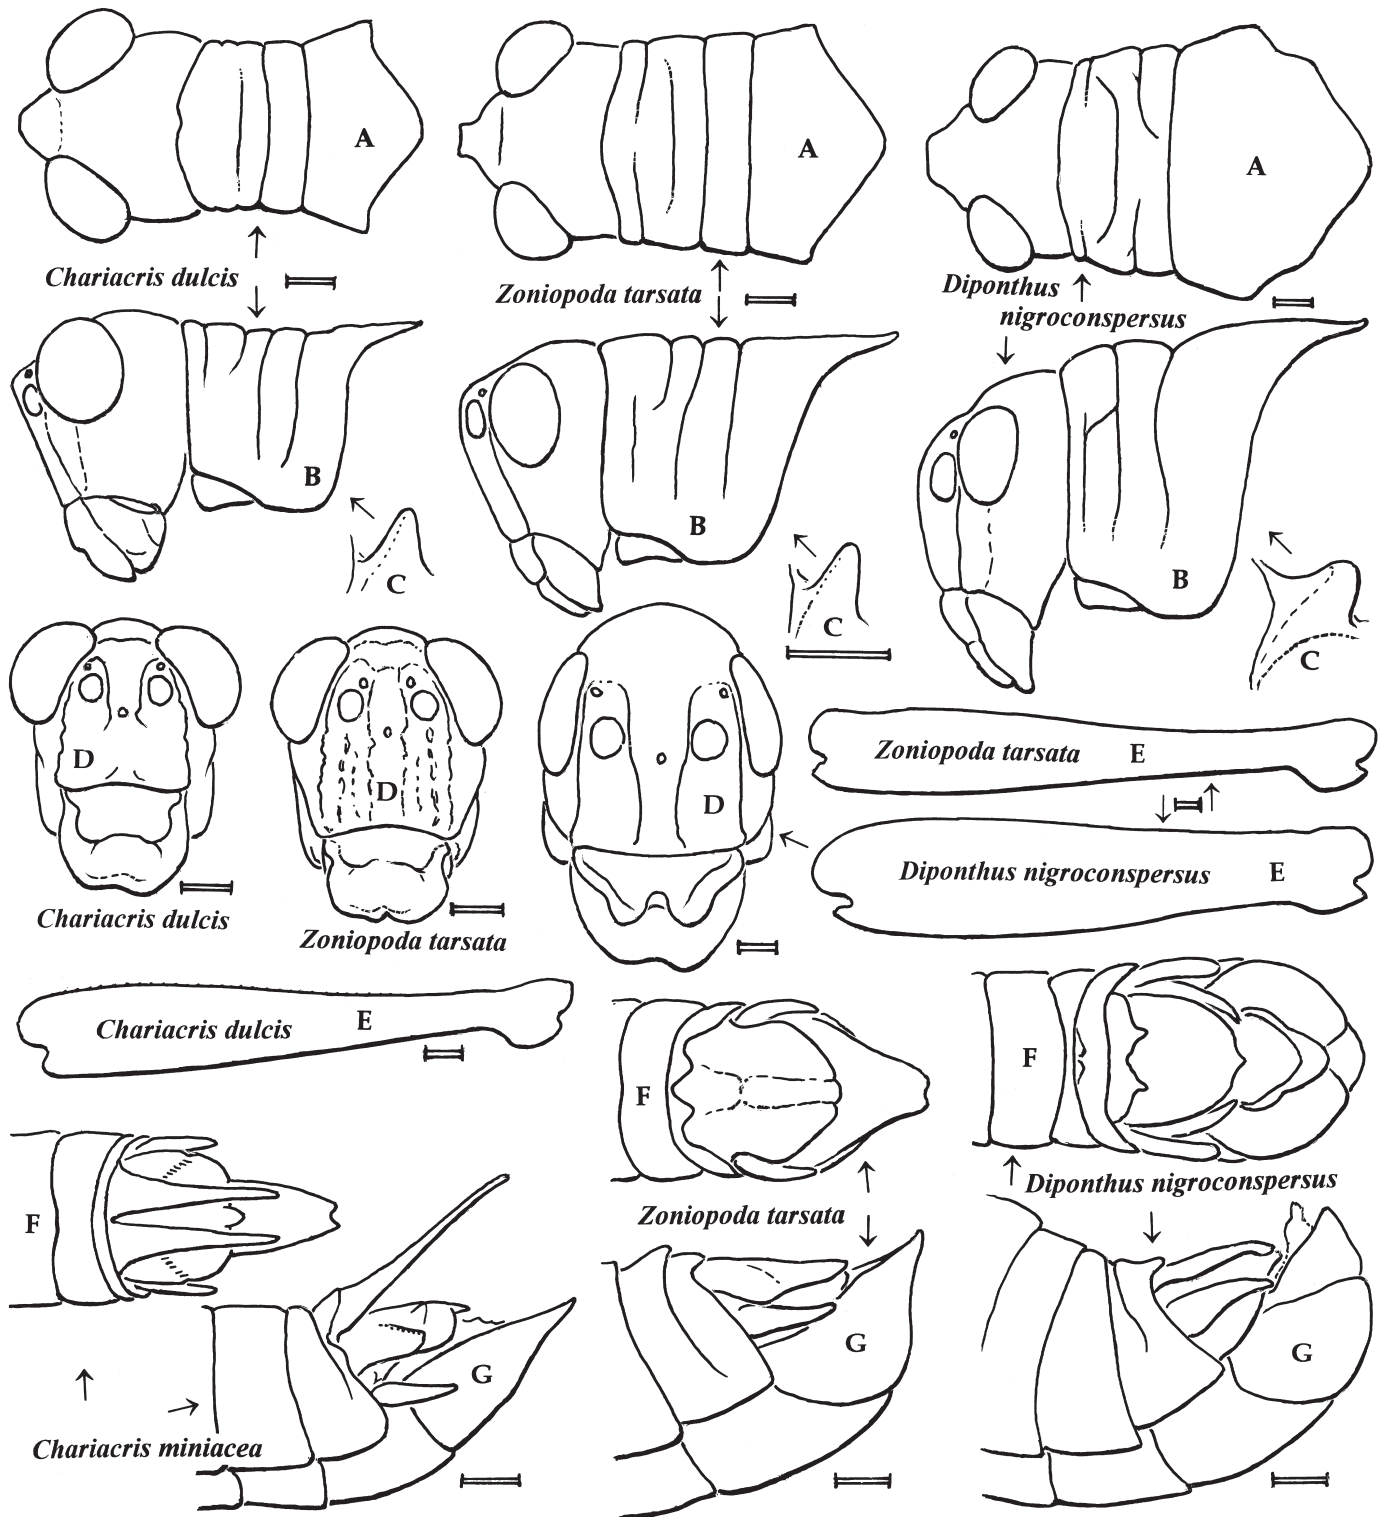 A
A
A
Chariacris dulcis
Zoniopoda tarsata
Diponthus
nigroconspersus
B
B
B
C
C
C
D
D
D
Zoniopoda tarsata E
Diponthus nigroconspersus E
Chariacris dulcis
Zoniopoda tarsata
Chariacris dulcis E
F
F
F
Diponthus nigroconspersus
Zoniopoda tarsata
G
G
G
Chariacris miniacea